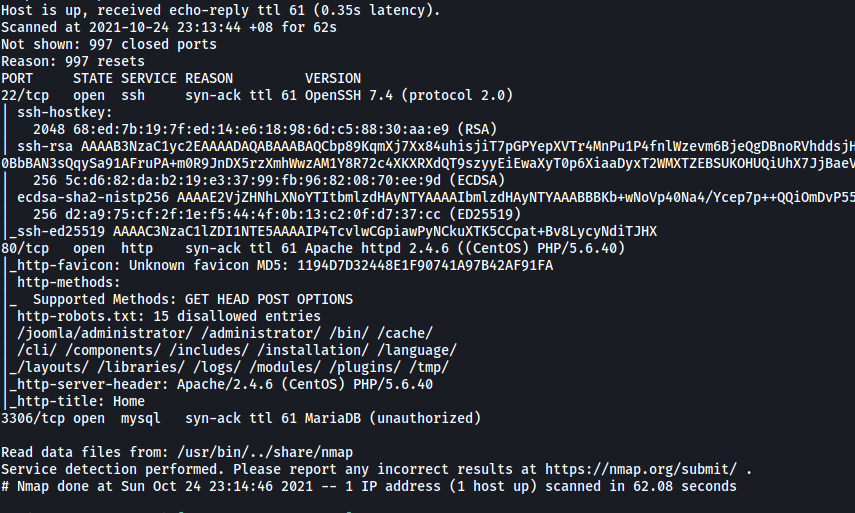 Host is up, received echo-reply ttl 61 (0.35s latency).
Scanned at 2021-10-24 23:13:44 +08 for 62s
Not shown: 997 closed ports
Reason: 997 resets
PORT     STATE SERVICE REASON         VERSION
22/tcp   open  ssh     syn-ack ttl 61 OpenSSH 7.4 (protocol 2.0)
| ssh-hostkey:
|   2048 68:ed:7b:19:7f:ed:14:e6:18:98:6d:c5:88:30:aa:e9 (RSA)
| ssh-rsa AAAAB3NzaC1yc2EAAAADAQABAAABAQCbp89KqmXj7Xx84uhisjiT7pGPYepXVTr4MnPu1P4fnlWzevm6BjeQgDBnoRVhddsjH
0BbBAN3sQqySa91AFruPA+m0R9JnDX5rzXmhWwzAM1Y8R72c4XKXRXdQT9szyyEiEwaXyT0p6XiaaDyxT2WMXTZEBSUKOHUQiUhX7JjBaeV
|   256 5c:d6:82:da:b2:19:e3:37:99:fb:96:82:08:70:ee:9d (ECDSA)
| ecdsa-sha2-nistp256 AAAAE2VjZHNhLXNoYTItbmlzdHAyNTYAAAAIbmlzdHAyNTYAAABBBKb+wNoVp40Na4/Ycep7p++QQiOmDvP55
|   256 d2:a9:75:cf:2f:1e:f5:44:4f:0b:13:c2:0f:d7:37:cc (ED25519)
|_ssh-ed25519 AAAAC3NzaC1lZDI1NTE5AAAAIP4TcvlwCGpiawPyNCkuXTK5CCpat+Bv8LycyNdiTJHX
80/tcp   open  http    syn-ack ttl 61 Apache httpd 2.4.6 ((CentOS) PHP/5.6.40)
|_http-favicon: Unknown favicon MD5: 1194D7D32448E1F90741A97B42AF91FA
| http-methods:
|_  Supported Methods: GET HEAD POST OPTIONS
| http-robots.txt: 15 disallowed entries
| /joomla/administrator/ /administrator/ /bin/ /cache/
| /cli/ /components/ /includes/ /installation/ /language/
|_/layouts/ /libraries/ /logs/ /modules/ /plugins/ /tmp/
|_http-server-header: Apache/2.4.6 (CentOS) PHP/5.6.40
|_http-title: Home
3306/tcp open  mysql   syn-ack ttl 61 MariaDB (unauthorized)
Read data files from: /usr/bin/../share/nmap
Service detection performed. Please report any incorrect results at https://nmap.org/submit/ .
# Nmap done at Sun Oct 24 23:14:46 2021 -- 1 IP address (1 host up) scanned in 62.08 seconds